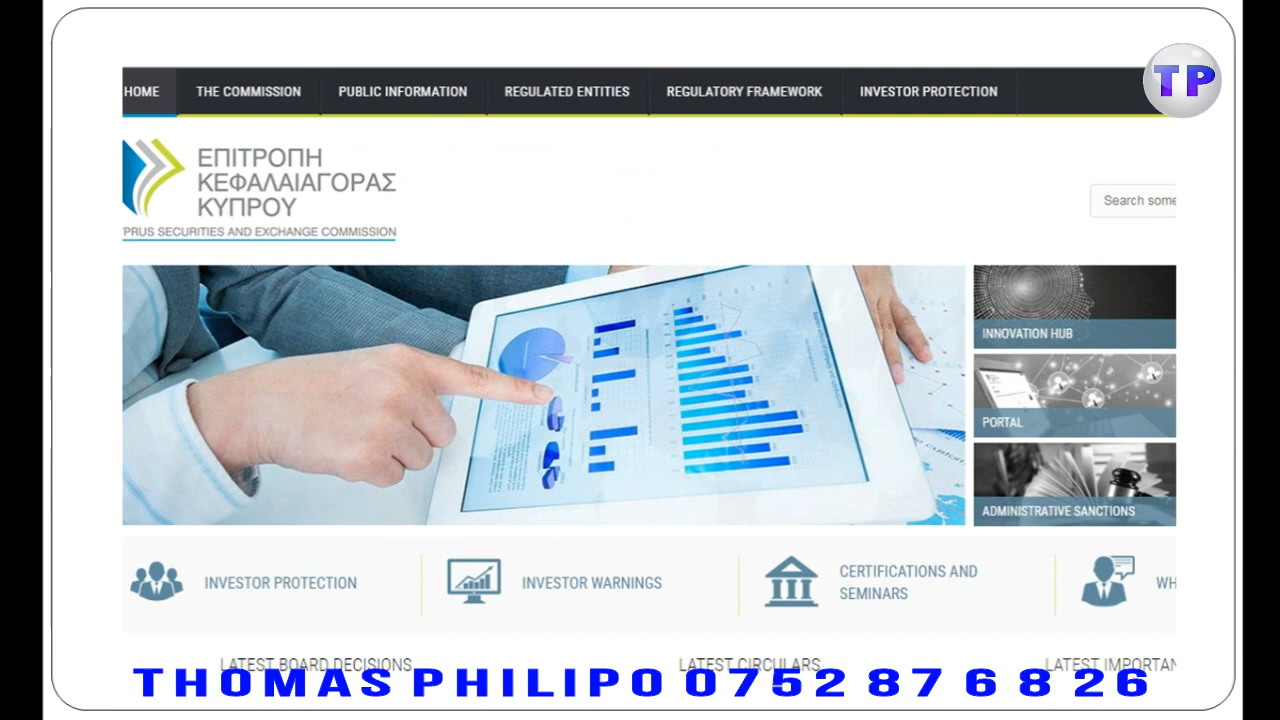 TP
HOME THE COMMISSION PUBLIC INFORMATION REGULATED ENTITIES REGULATORY FRAMEWORK INVESTOR PROTECTION
ΕΠΙΤΡΟΠΗ
ΚΕΦΑΛΑΙΑΓΟΡΑΣ
ΚΥΠΡΟΥ
PRUS SECURITIES AND EXCHANGE COMMISSION
Search some
INNOVATION HUB
PORTAL
ADMINISTRATIVE SANCTIONS
INVESTOR PROTECTION
INVESTOR WARNINGS
CERTIFICATIONS AND
SEMINARS
WH
LATEST BOARD DECISIONS LATEST CIRCULARS LATEST IMPORTAN
THOMAS PHILIPO 0752 87 6 8 26